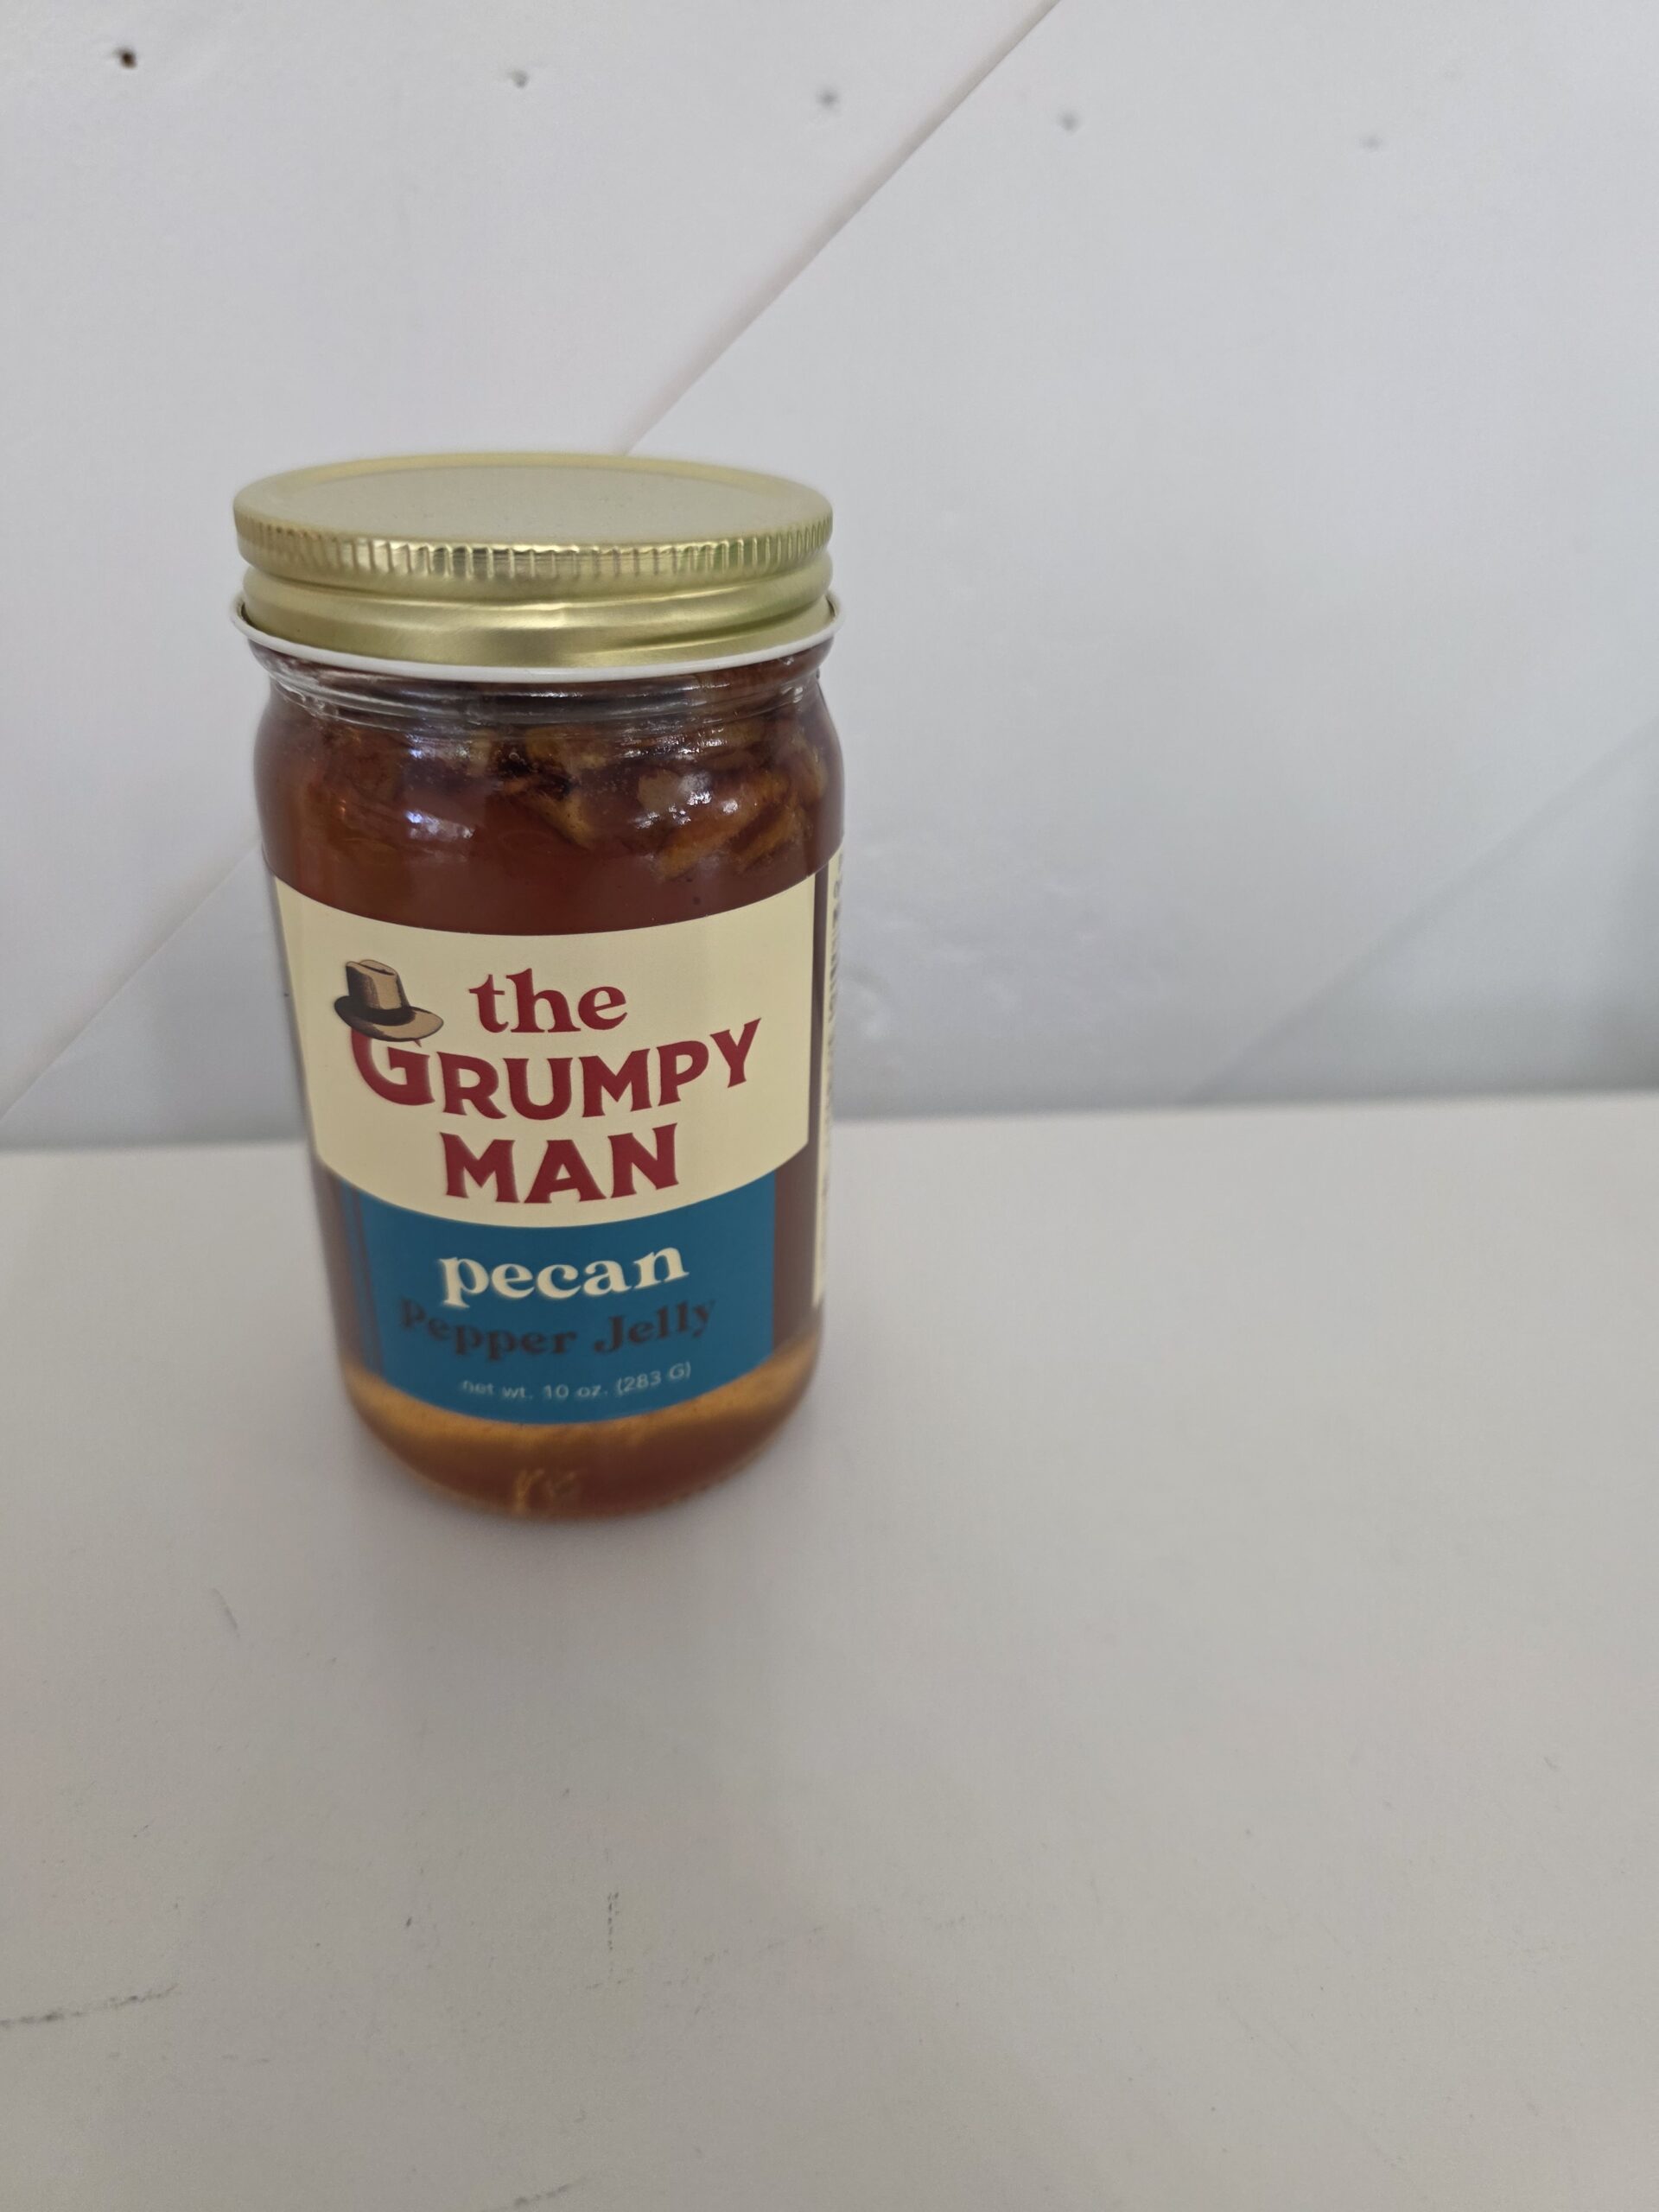 the
GRUMPY
MAN
pecan
Pepper Jelly
net wt. 10 oz. (283 G)